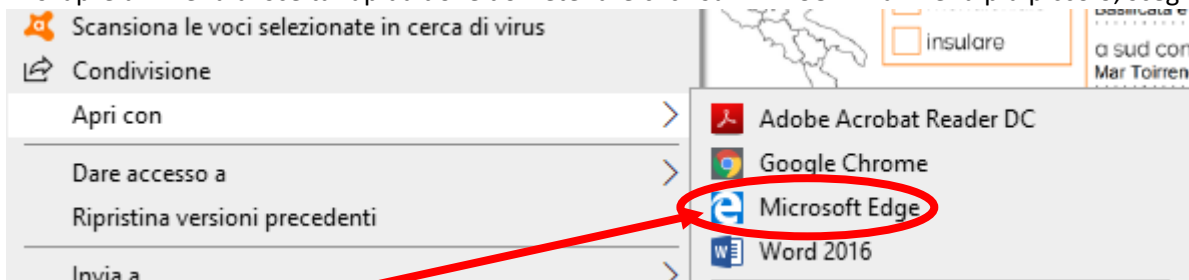 Scansiona le voci selezionate in cerca di virus
Condivisione
Apri con
Dare accesso a
Ripristina versioni precedenti
Invia a
insulare
a sud con
Mar Toirren
Adobe Acrobat Reader DC
Google Chrome
Microsoft Edge
Word 2016